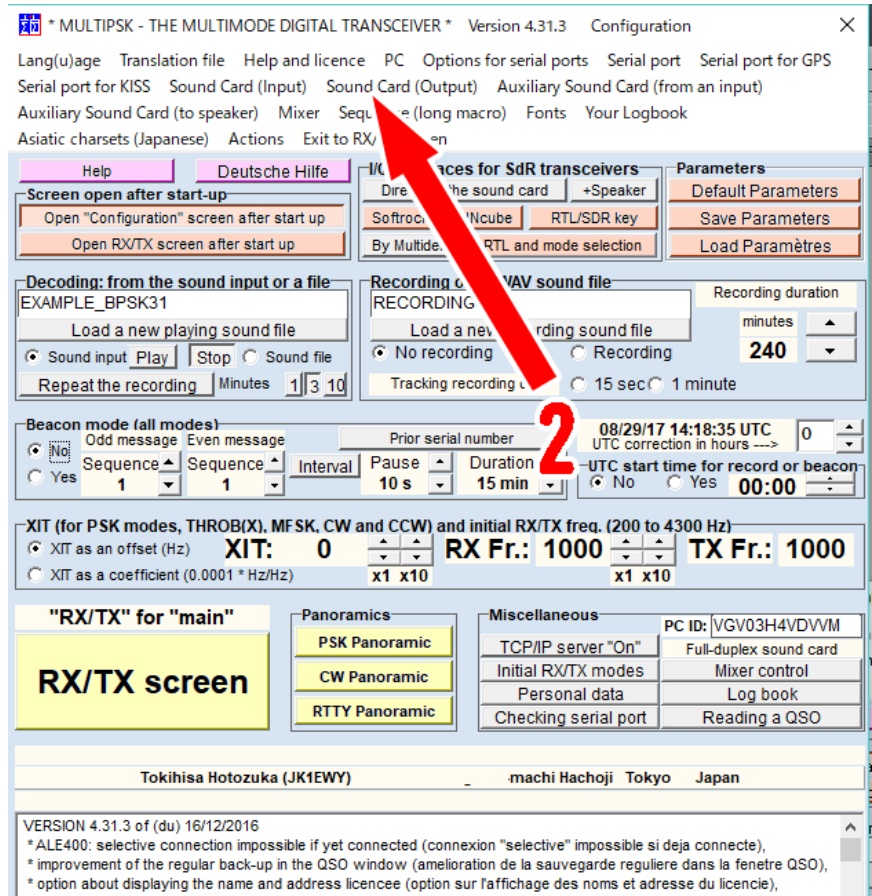 * MULTIPSK - THE MULTIMODE DIGITAL TRANSCEIVER * Version 4.31.3 Configuration
Lang(u)age Translation file Help and licence PC Options for serial ports Serial port Serial port for GPS
Serial port for KISS Sound Card (Input) Sound Card (Output) Auxiliary Sound Card (from an input)
Auxiliary Sound Card (to speaker) Mixer (long macro) Fonts Your Logbook
Asiatic charsets (Japanese) Actions Exit to
Help Deutsche Hilfe
Screen open after start-up
Open "Configuration" screen after start up
Open RX/TX screen after start up
for SdR transceivers
the sound card +Speaker
RTL/SDR key
RTL and mode selection
Parameters
Default Parameters
Save Parameters
Load Paramètres
Decoding: from the sound input or a file
EXAMPLE_BPSK31
Load a new playing sound file
Sound input Play Stop Sound file
Repeat the recording Minutes 1 3 10
Recording WAV sound file
RECORDING
Load a new sound file
No recording Recording
Tracking recording 15 sec 1 minute
Recording duration
minutes
240
Beacon mode (all modes)
No
Yes
Odd message Even message
Sequence Sequence
1 1
Interval
Prior serial number
Pause Duration
10 s 15 min
2
08/29/17 14:18:35 UTC
UTC correction in hours ---> 0
UTC start time for record or beacon
No Yes 00:00
XIT (for PSK modes, THROB(X), MFSK, CW and CCW) and initial RX/TX freq. (200 to 4300 Hz)
XIT as an offset (Hz) XIT: 0 RX Fr.: 1000 TX Fr.: 1000
XIT as a coefficient (0.0001 * Hz/Hz) x1 x10 x1 x10
"RX/TX" for "main"
RX/TX screen
Panoramics
PSK Panoramic
CW Panoramic
RTTY Panoramic
Miscellaneous
PC ID: VGV03H4VDVVM
TCP/IP server "On" Full-duplex sound card
Initial RX/TX modes Mixer control
Personal data Log book
Checking serial port Reading a QSO
Tokihisa Hotozuka (JK1EWY) machi Hachoji Tokyo Japan
VERSION 4.31.3 of (du) 16/12/2016
* ALE400: selective connection impossible if yet connected (connexion "selective" impossible si deja connecte),
* improvement of the regular back-up in the QSO window (amelioration de la sauvegarde reguliere dans la fenetre QSO),
* option about displaying the name and address licencee (option sur l'affichage des noms et adresse du licencie),